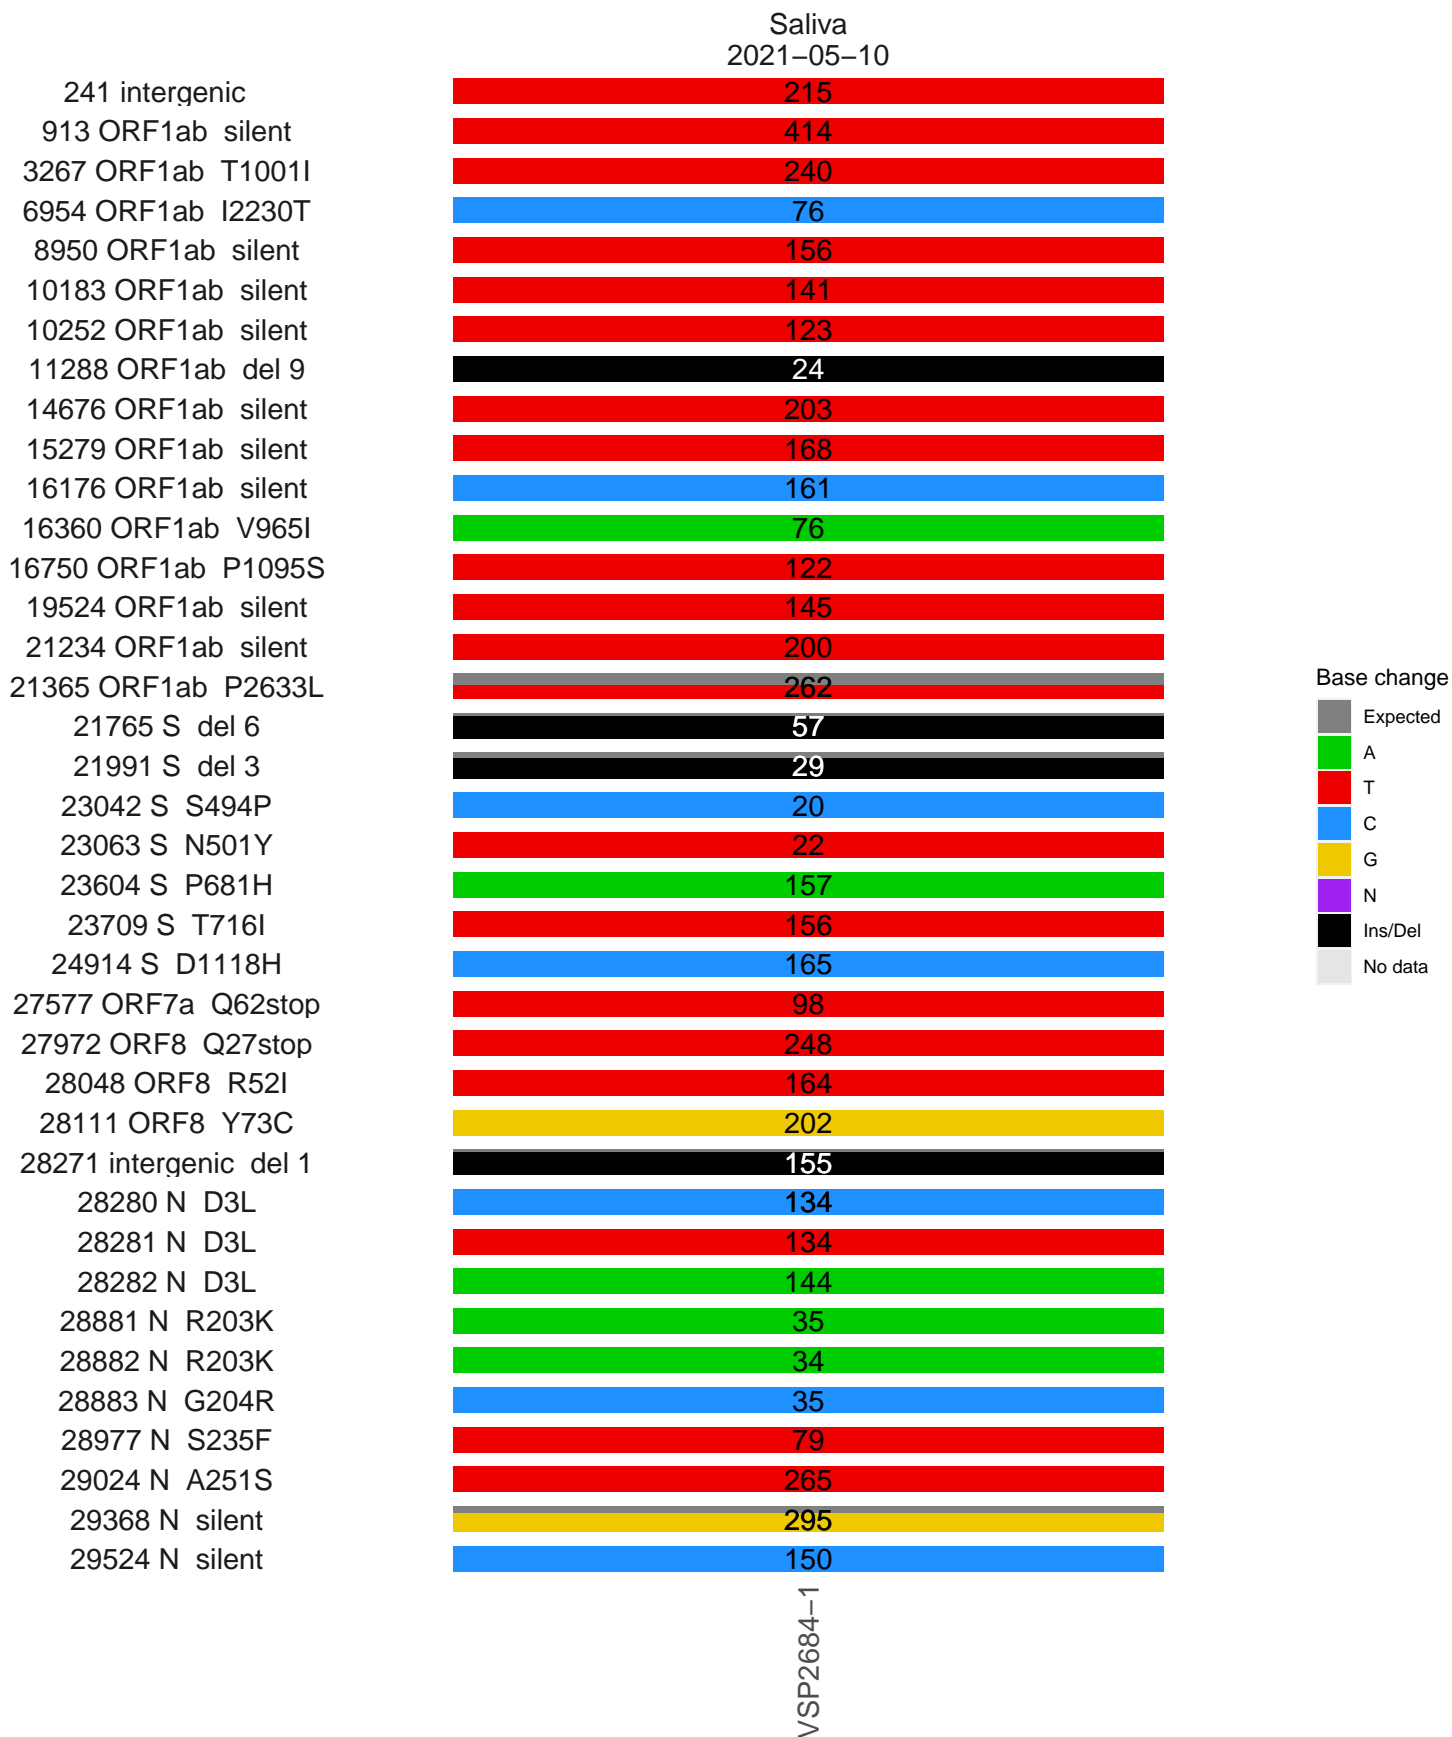 Saliva
2021−05−10
241 intergenic 215
913 ORF1ab silent 414
3267 ORF1ab T1001I 240
6954 ORF1ab I2230T 76
8950 ORF1ab silent 156
10183 ORF1ab silent 141
10252 ORF1ab silent 123
11288 ORF1ab del 9 24
14676 ORF1ab silent 203
15279 ORF1ab silent 168
16176 ORF1ab silent 161
16360 ORF1ab V965I 76
16750 ORF1ab P1095S 122
19524 ORF1ab silent 145
21234 ORF1ab silent 200
21365 ORF1ab P2633L 262
21765 S del 6 57
21991 S del 3 29
23042 S S494P 20
23063 S N501Y 22
23604 S P681H 157
23709 S T716I 156
24914 S D1118H 165
27577 ORF7a Q62stop 98
27972 ORF8 Q27stop 248
28048 ORF8 R52I 164
28111 ORF8 Y73C 202
28271 intergenic del 1 155
28280 N D3L 134
28281 N D3L 134
28282 N D3L 144
28881 N R203K 35
28882 N R203K 34
28883 N G204R 35
28977 N S235F 79
29024 N A251S 265
29368 N silent 295
29524 N silent 150
VSP2684−1
Base change
Expected
A
T
C
G
N
Ins/Del
No data